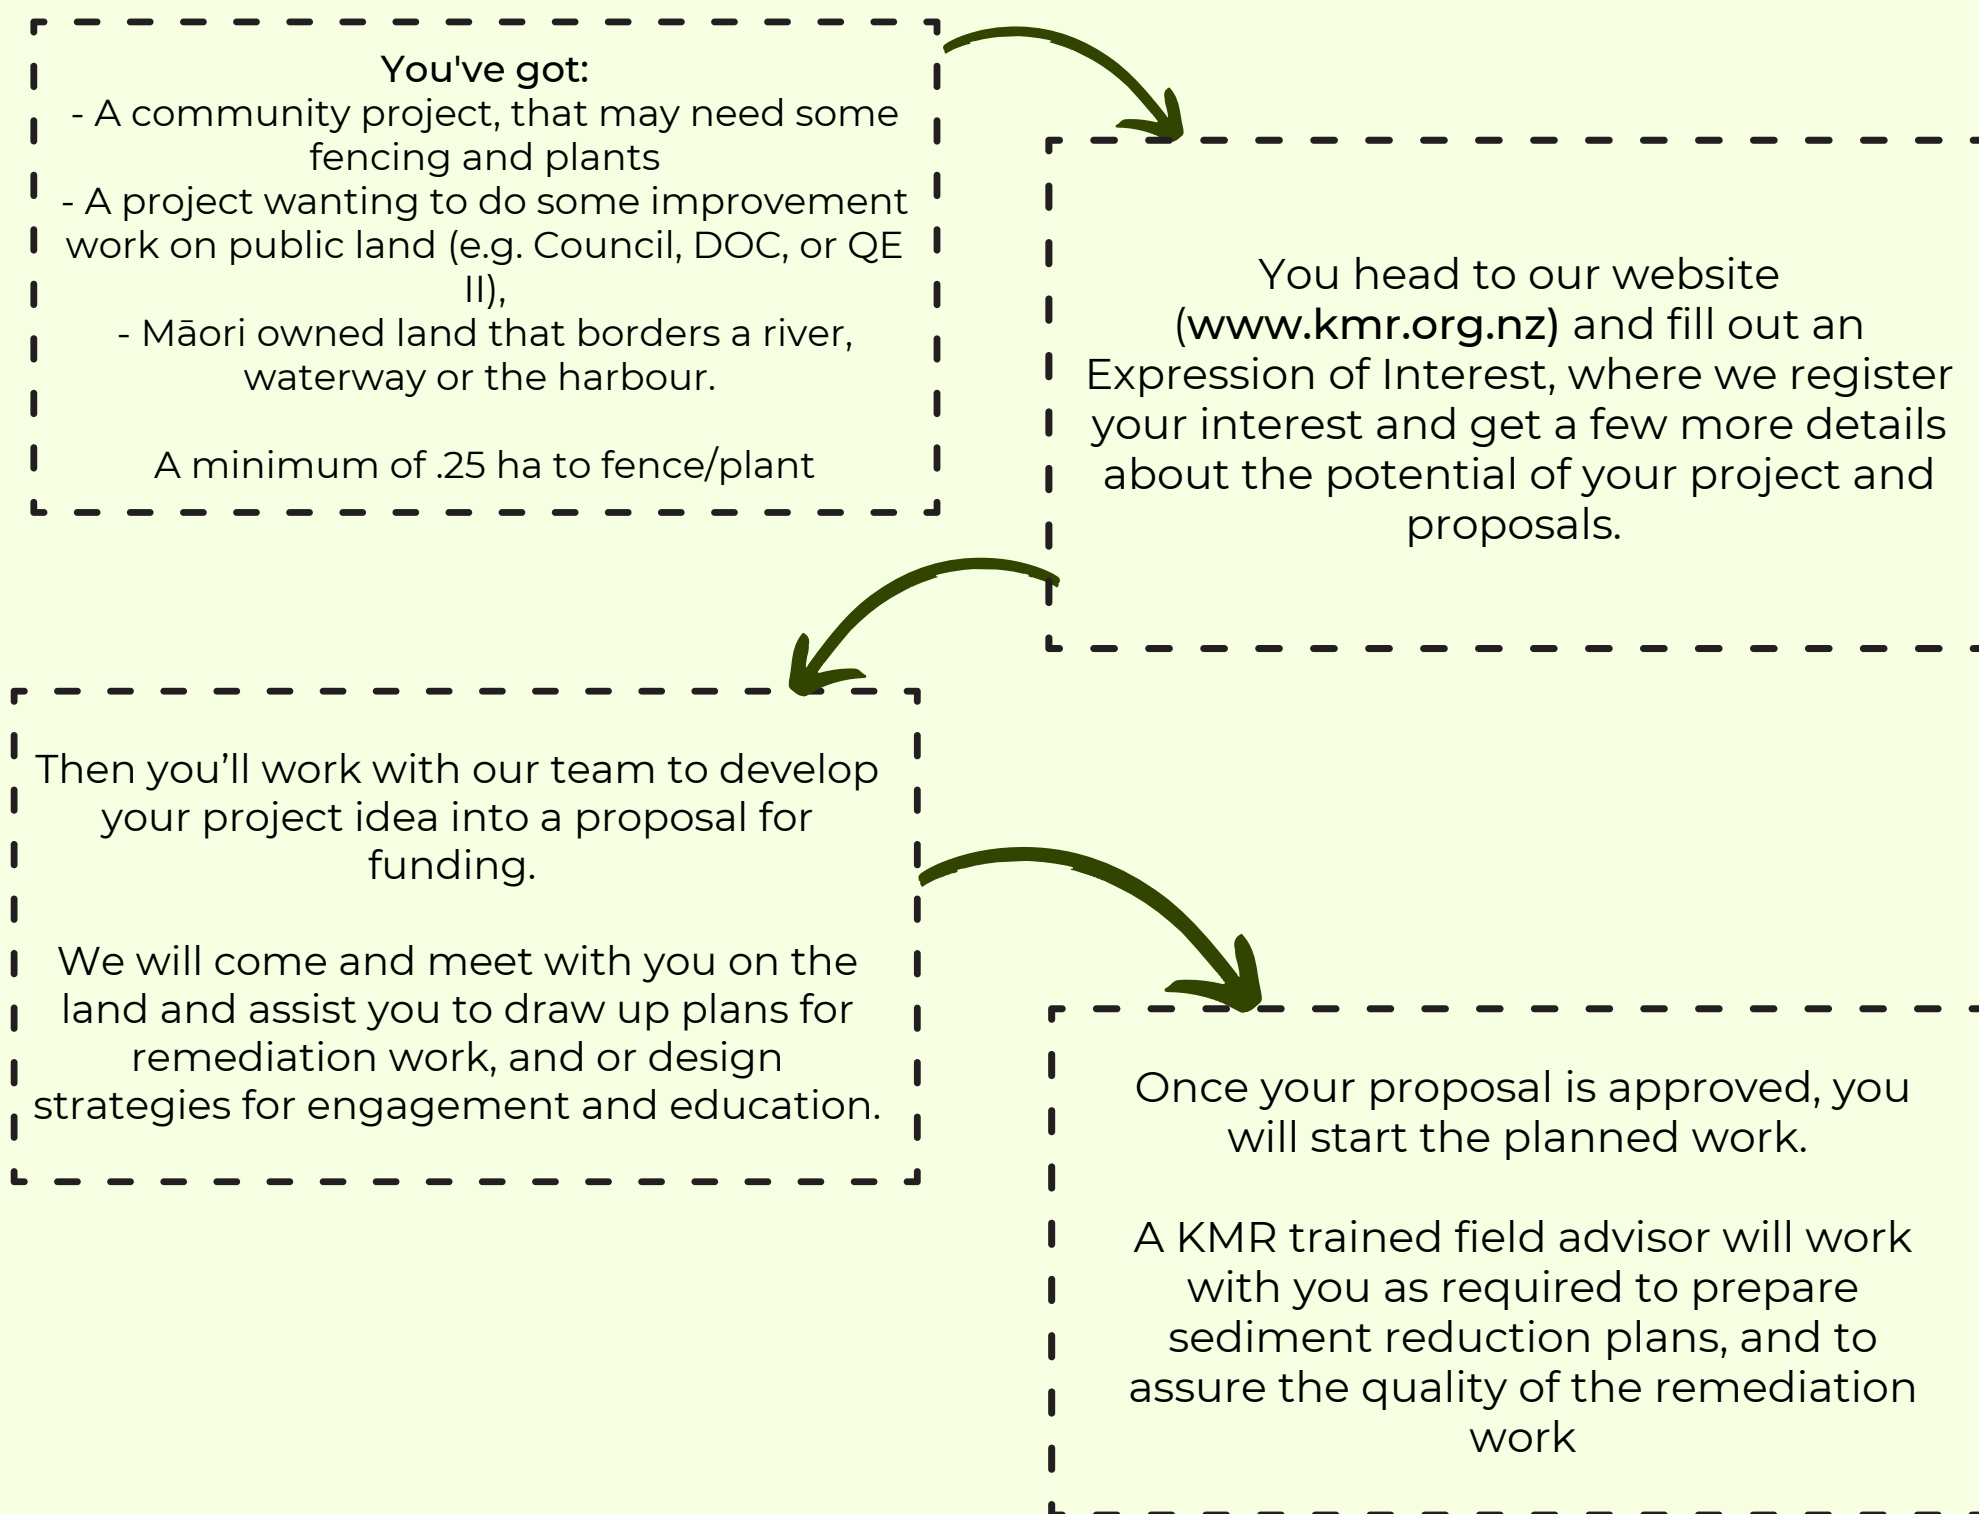 You've got:
- A community project, that may need some
fencing and plants
- A project wanting to do some improvement
work on public land (e.g. Council, DOC, or QE
II),
- Māori owned land that borders a river,
waterway or the harbour.
A minimum of .25 ha to fence/plant
You head to our website
(www.kmr.org.nz) and fill out an
Expression of Interest, where we register
your interest and get a few more details
about the potential of your project and
proposals.
Then you’ll work with our team to develop
your project idea into a proposal for
funding.
We will come and meet with you on the
land and assist you to draw up plans for
remediation work, and or design
strategies for engagement and education.
Once your proposal is approved, you
will start the planned work.
A KMR trained field advisor will work
with you as required to prepare
sediment reduction plans, and to
assure the quality of the remediation
work